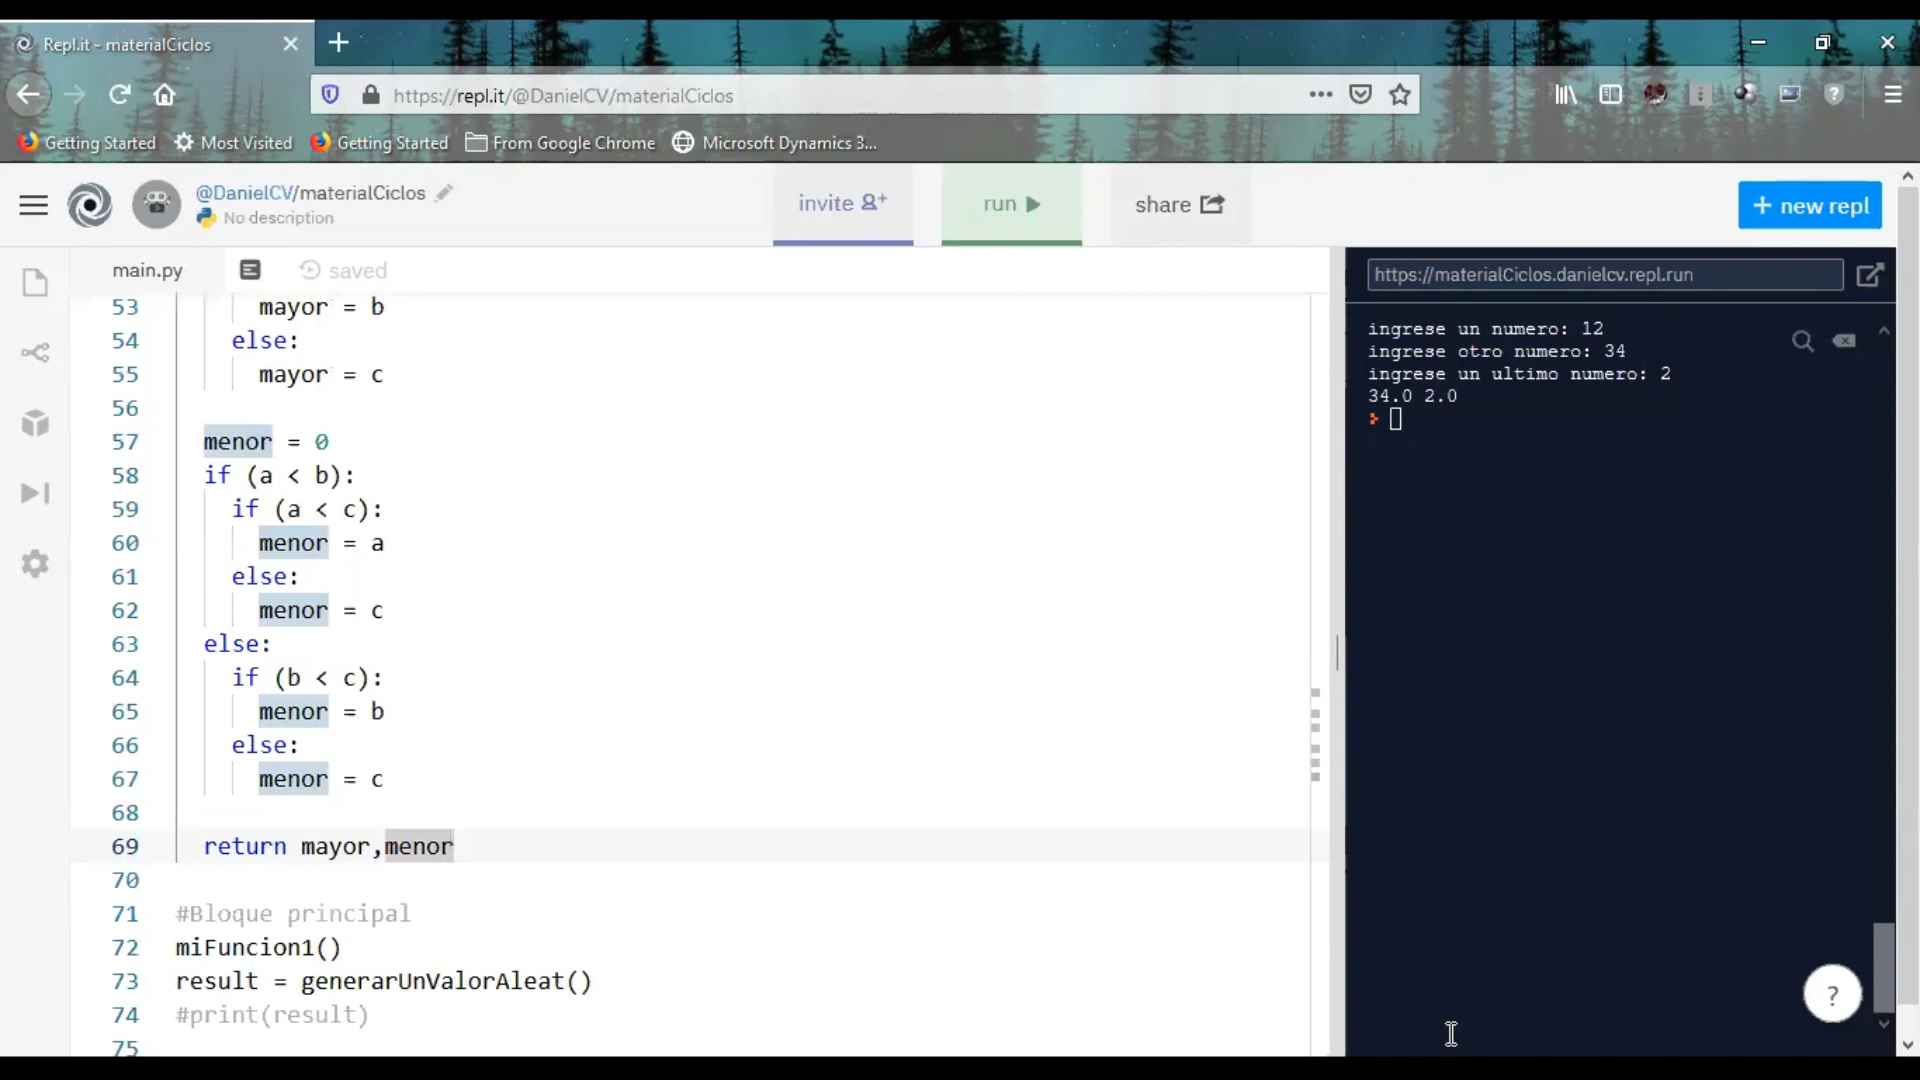 Repl.it - materialCiclos
https://repl.it/@DanielCV/materialCiclos
Getting Started
Most Visited
Getting Started
From Google Chrome
Microsoft Dynamics 3...
@DanielCV/materialCiclos
No description
invite
run
share
+ new repl
main.py
saved
53 mayor = b
54 else:
55 mayor = c
56
57 menor = 0
58 if (a < b):
59 if (a < c):
60 menor = a
61 else:
62 menor = c
63 else:
64 if (b < c):
65 menor = b
66 else:
67 menor = c
68
69 return mayor,menor
70
71 #Bloque principal
72 miFuncion1()
73 result = generarUnValorAleat()
74 #print(result)
75
https://materialCiclos.danielcv.repl.run
ingrese un numero: 12
ingrese otro numero: 34
ingrese un ultimo numero: 2
34.0 2.0
?